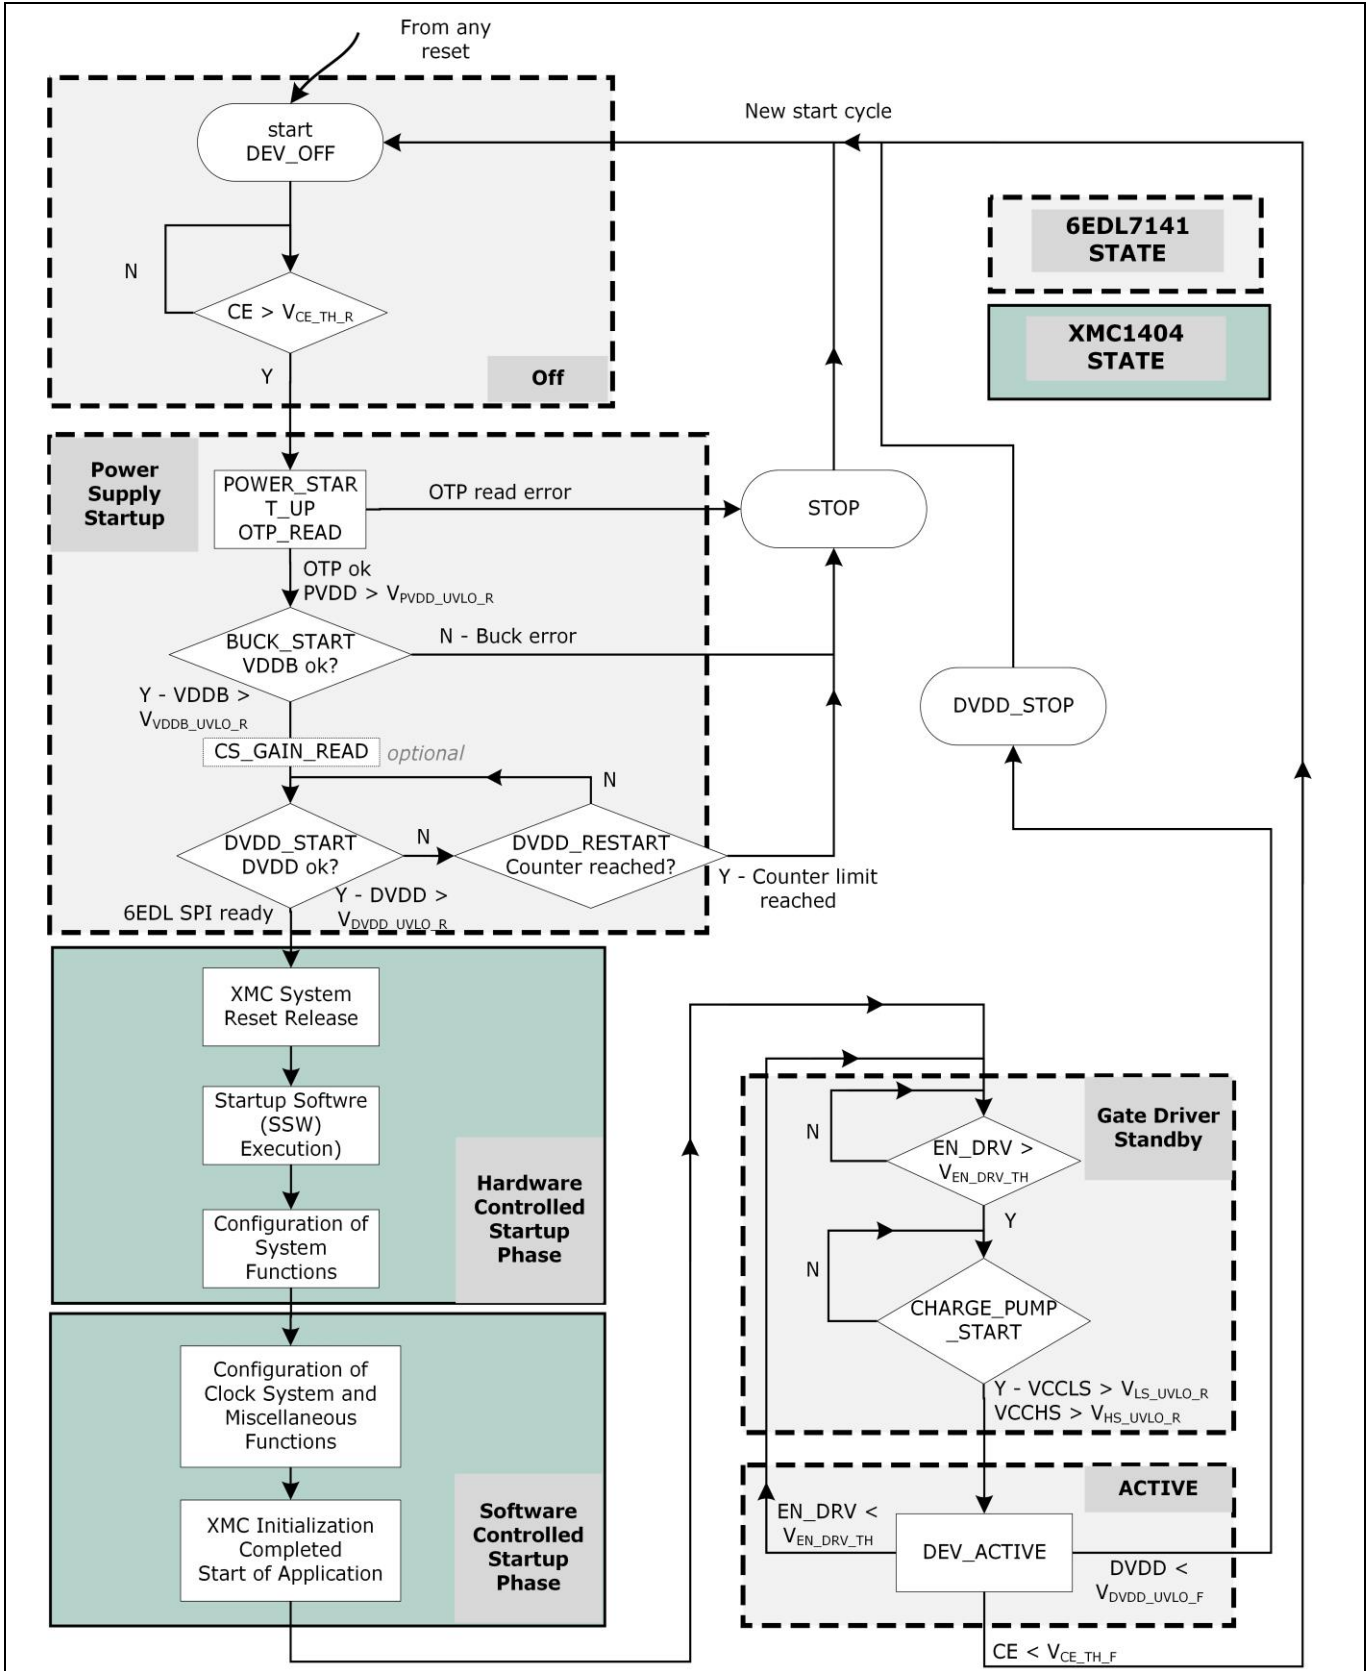 From any
reset
start
DEV_OFF
New start cycle
N
CE > VCE_TH_R
Y
Off
6EDL7141
STATE
XMC1404
STATE
Power
Supply
Startup
POWER_STAR
T_UP
OTP_READ
OTP read error
STOP
OTP ok
PVDD > VPVDD_UVLO_R
BUCK_START
VDDB ok?
N - Buck error
Y - VDDB >
VVDDB_UVLO_R
CS_GAIN_READ
optional
DVDD_STOP
N
DVDD_START
DVDD ok?
N
DVDD_RESTART
Counter reached?
Y - Counter limit
reached
Y - DVDD >
VDVDD_UVLO_R
6EDL SPI ready
XMC System
Reset Release
Startup Softwre
(SSW)
Execution)
Configuration of
System
Functions
Hardware
Controlled
Startup
Phase
Configuration of
Clock System and
Miscellaneous
Functions
XMC Initialization
Completed
Start of Application
Software
Controlled
Startup
Phase
Gate Driver
Standby
N
EN_DRV >
VEN_DRV_TH
Y
N
CHARGE_PUMP
_START
Y - VCCLS > VLS_UVLO_R
VCCHS > VHS_UVLO_R
ACTIVE
EN_DRV <
VEN_DRV_TH
DEV_ACTIVE
DVDD <
VDVDD_UVLO_F
CE < VCE_TH_F